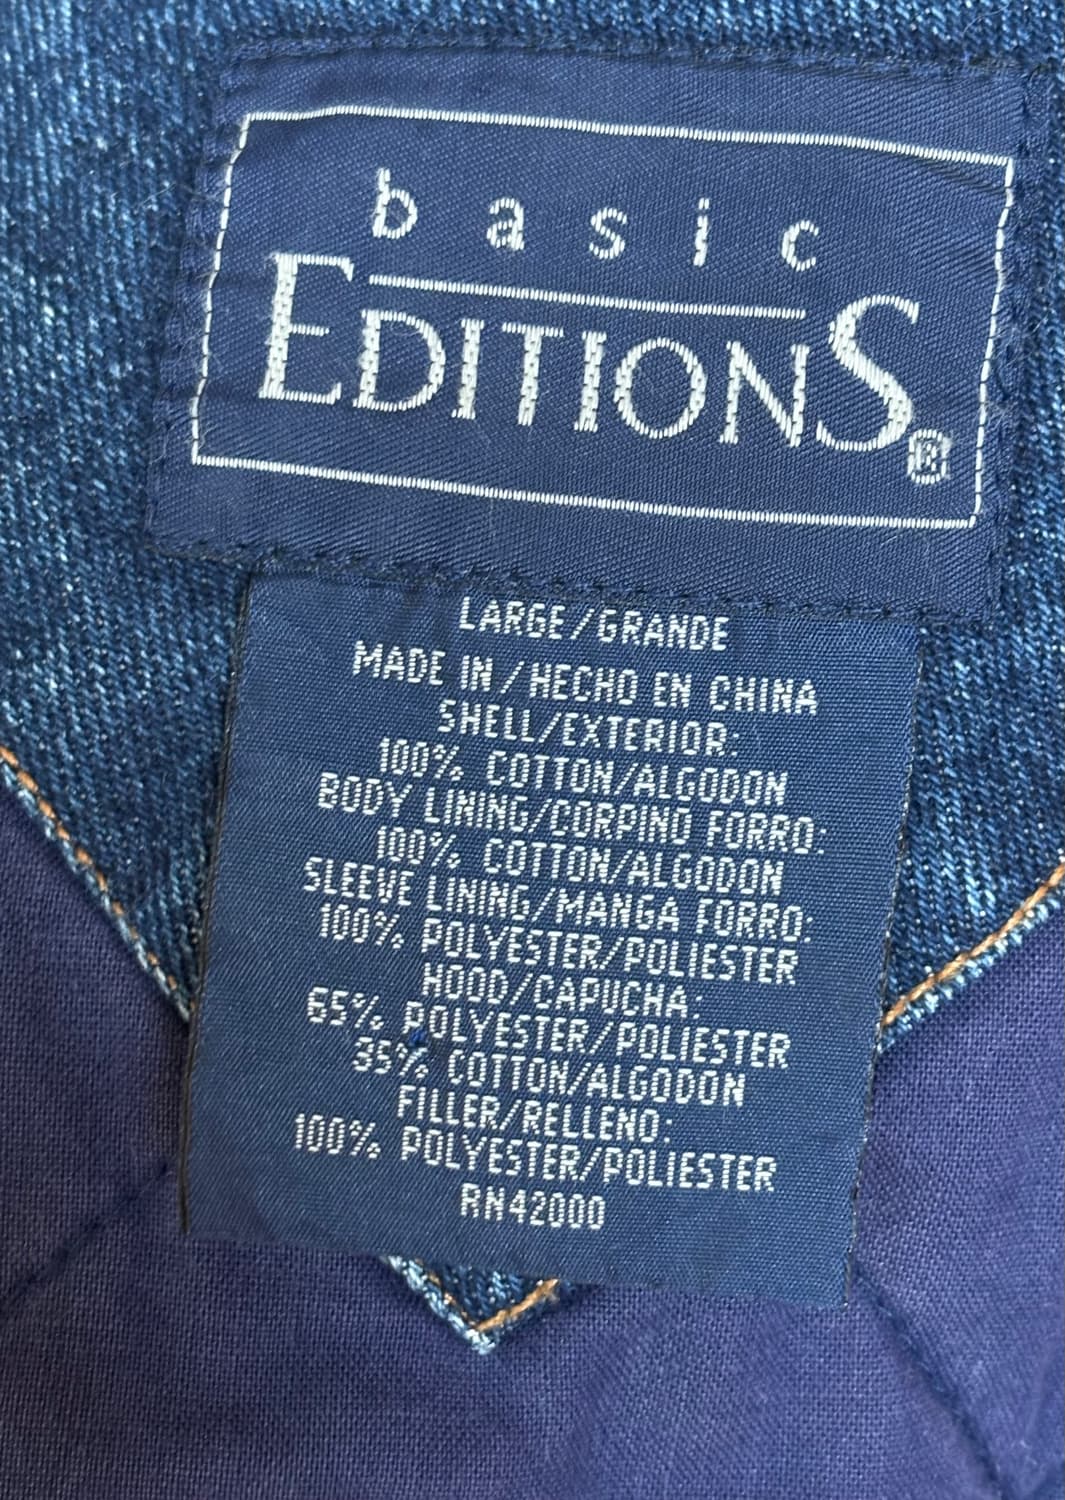 basic
EDITIONS®
LARGE/GRANDE
MADE IN/HECHO EN CHINA
SHELL/EXTERIOR:
100% COTTON/ALGODON
BODY LINING/CORPINO FORRO:
100% COTTON/ALGODON
SLEEVE LINING/MANGA FORRO:
100% POLYESTER/POLIESTER
HOOD/CAPUCHA:
65% POLYESTER/POLIESTER
35% COTTON/ALGODON
FILLER/RELLENO:
100% POLYESTER/POLIESTER
RN42000